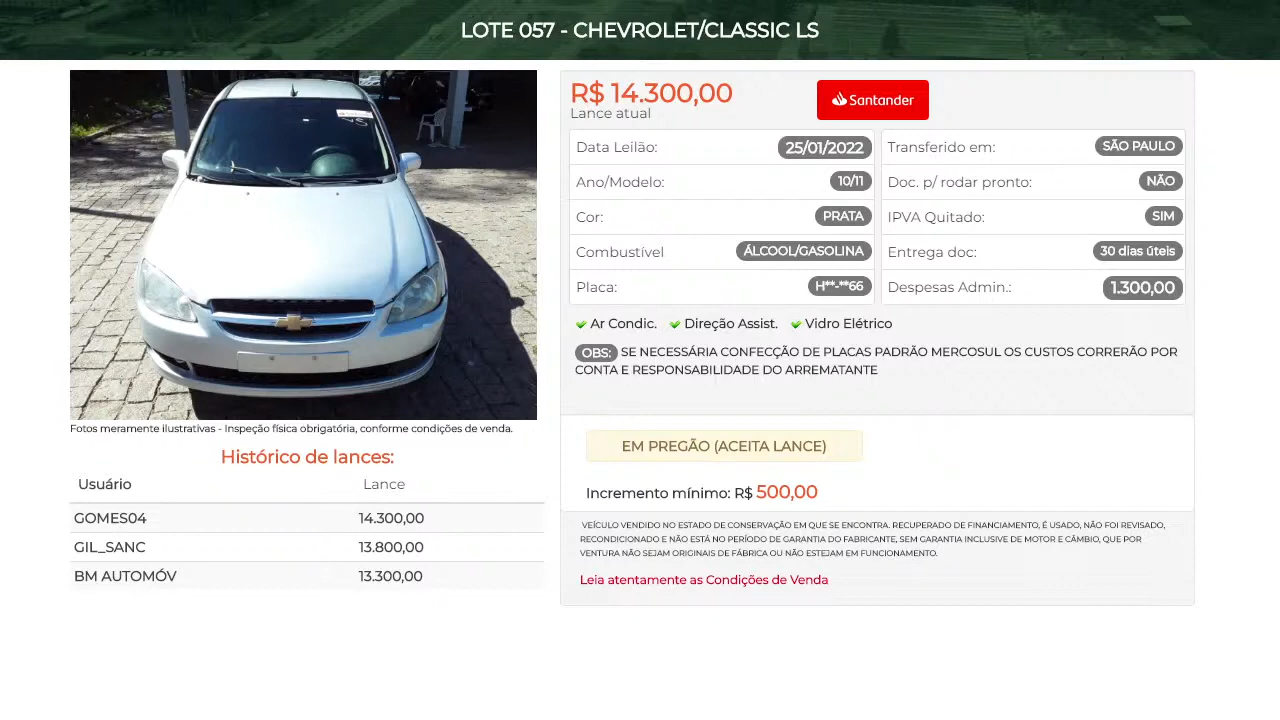 LOTE 057 - CHEVROLET/CLASSIC LS
R$ 14.300,00
Lance atual
Santander
Data Leilão: 25/01/2022
Ano/Modelo: 10/11
Cor: PRATA
Combustível ÁLCOOL/GASOLINA
Placa: H**-**66
Transferido em: SÃO PAULO
Doc. p/ rodar pronto: NÃO
IPVA Quitado: SIM
Entrega doc: 30 dias úteis
Despesas Admin.: 1.300,00
Ar Condic. Direção Assist. Vidro Elétrico
OBS: SE NECESSÁRIA CONFECÇÃO DE PLACAS PADRÃO MERCOSUL OS CUSTOS CORRERÃO POR
CONTA E RESPONSABILIDADE DO ARREMATANTE
Fotos meramente ilustrativas - Inspeção física obrigatória, conforme condições de venda.
Histórico de lances:
Usuário Lance
GOMES04 14.300,00
GIL_SANC 13.800,00
BM AUTOMÓV 13.300,00
EM PREGÃO (ACEITA LANCE)
Incremento mínimo: R$ 500,00
VEÍCULO VENDIDO NO ESTADO DE CONSERVAÇÃO EM QUE SE ENCONTRA. RECUPERADO DE FINANCIAMENTO, É USADO, NÃO FOI REVISADO,
RECONDICIONADO E NÃO ESTÁ NO PERÍODO DE GARANTIA DO FABRICANTE, SEM GARANTIA INCLUSIVE DE MOTOR E CÂMBIO, QUE POR
VENTURA NÃO SEJAM ORIGINAIS DE FÁBRICA OU NÃO ESTEJAM EM FUNCIONAMENTO.
Leia atentamente as Condições de Venda